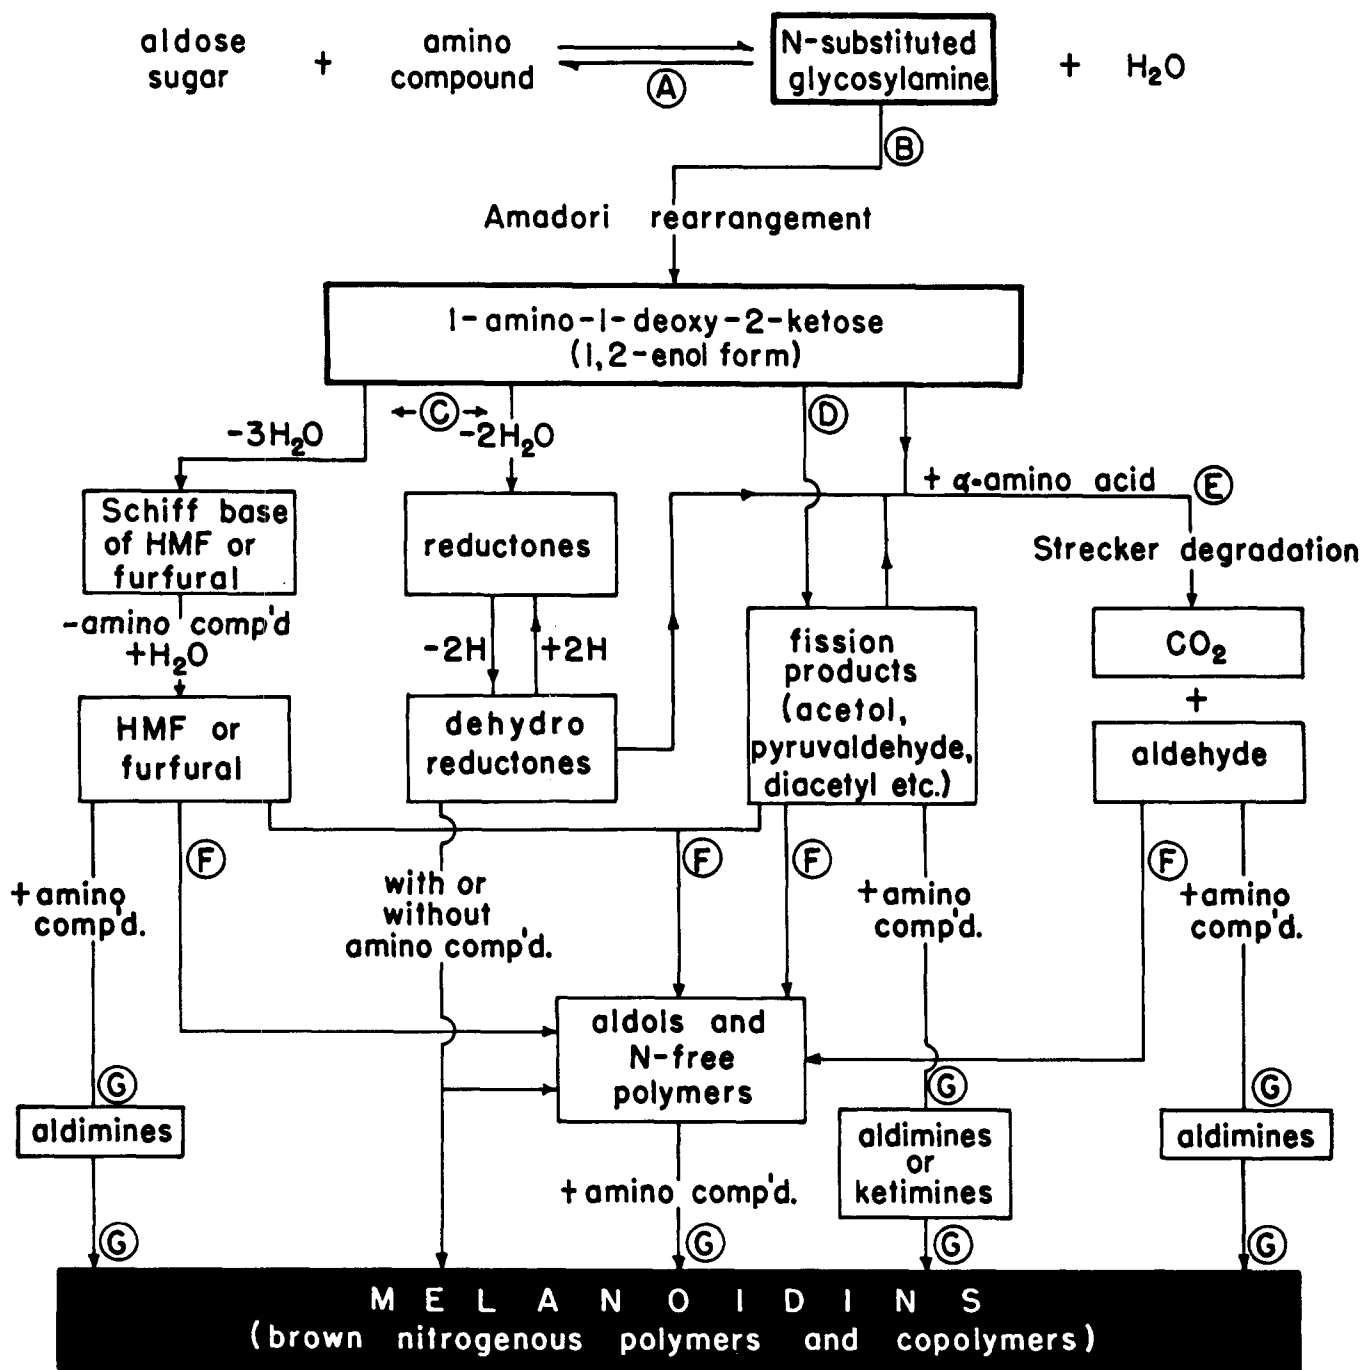 aldose
sugar
+
amino
compound
A
N-substituted
glycosylamine
+ H₂O
B
Amadori rearrangement
1-amino-1-deoxy-2-ketose
(1,2-enol form)
C
-3H₂O
-2H₂O
D
+ α-amino acid
E
Strecker degradation
Schiff base
of HMF or
furfural
reductones
-amino comp'd
+H₂O
-2H
+2H
fission
products
(acetol,
pyruvaldehyde,
diacetyl etc.)
CO₂
+
aldehyde
HMF or
furfural
dehydro
reductones
F
F
F
F
+amino
comp'd.
with or
without
amino comp'd.
+amino
comp'd.
+amino
comp'd.
aldols and
N-free
polymers
G
G
G
aldimines
aldimines
or
ketimines
aldimines
+amino comp'd.
G
G
G
G
MELANOIDINS
(brown nitrogenous polymers and copolymers)